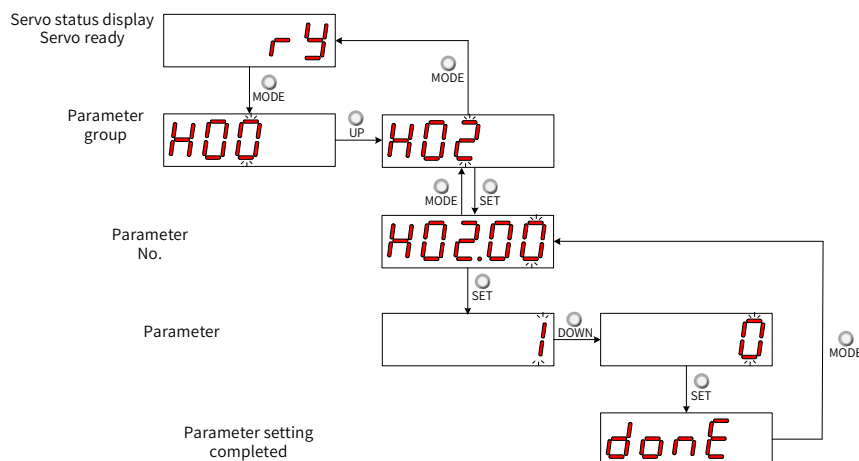 Servo status display
Servo ready
rY
MODE
MODE
Parameter
group
H00
UP
H02
MODE
SET
Parameter
No.
H02.00
SET
Parameter
1
DOWN
0
MODE
SET
Parameter setting
completed
donE